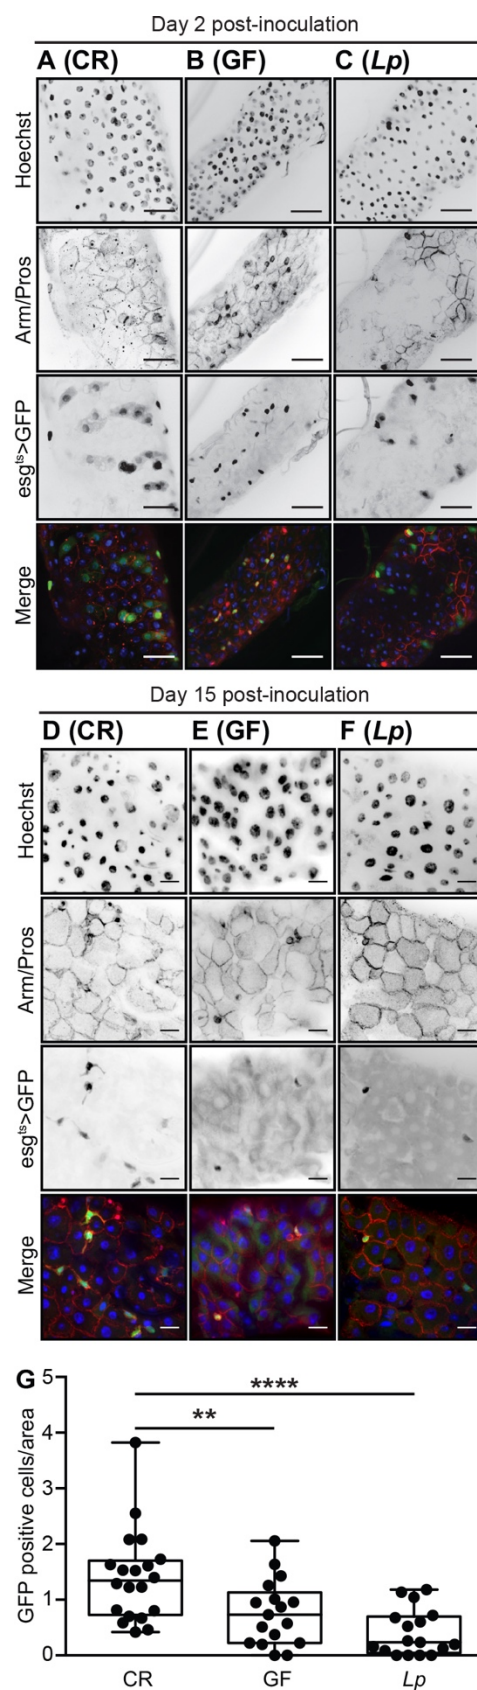 Day 2 post-inoculation
A (CR) B (GF) C (Lp)
Hoechst
Arm/Pros
esgts>GFP
Merge
Day 15 post-inoculation
D (CR) E (GF) F (Lp)
Hoechst
Arm/Pros
esgts>GFP
Merge
G
GFP positive cells/area
5
4
3
2
1
0
****
**
CR GF Lp